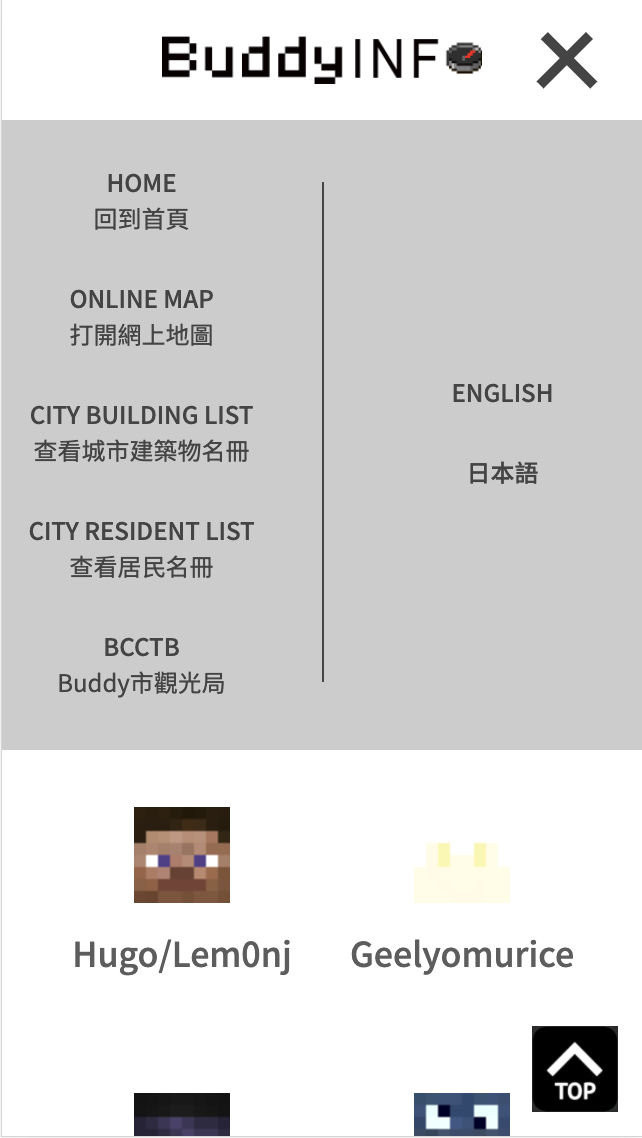 BuddyINFO
HOME
回到首頁
ONLINE MAP
打開網上地圖
CITY BUILDING LIST
查看城市建築物名冊
CITY RESIDENT LIST
查看居民名冊
BCCTB
Buddy市觀光局
ENGLISH
日本語
Hugo/Lem0nj
Geelyomurice
TOP